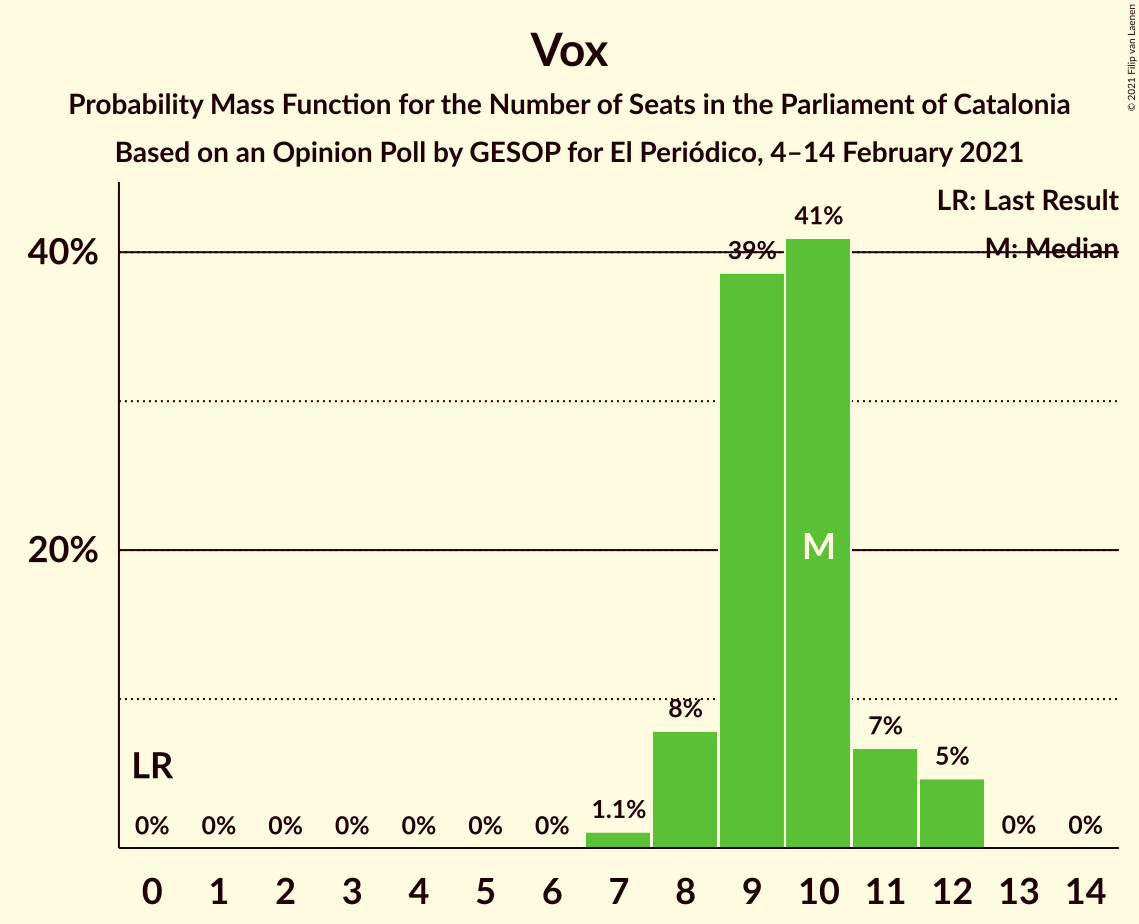 Vox
Probability Mass Function for the Number of Seats in the Parliament of Catalonia
Based on an Opinion Poll by GESOP for El Periódico, 4–14 February 2021
© 2021 Filip van Laenen
LR: Last Result
M: Median
40%
20%
41%
39%
M
8%
7%
5%
LR
1.1%
0% 0% 0% 0% 0% 0% 0% 0% 0%
0 1 2 3 4 5 6 7 8 9 10 11 12 13 14